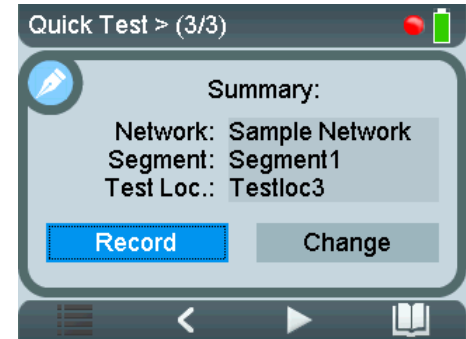 Quick Test > (3/3)
Summary:
Network: Sample Network
Segment: Segment1
Test Loc.: Testloc3
Record Change